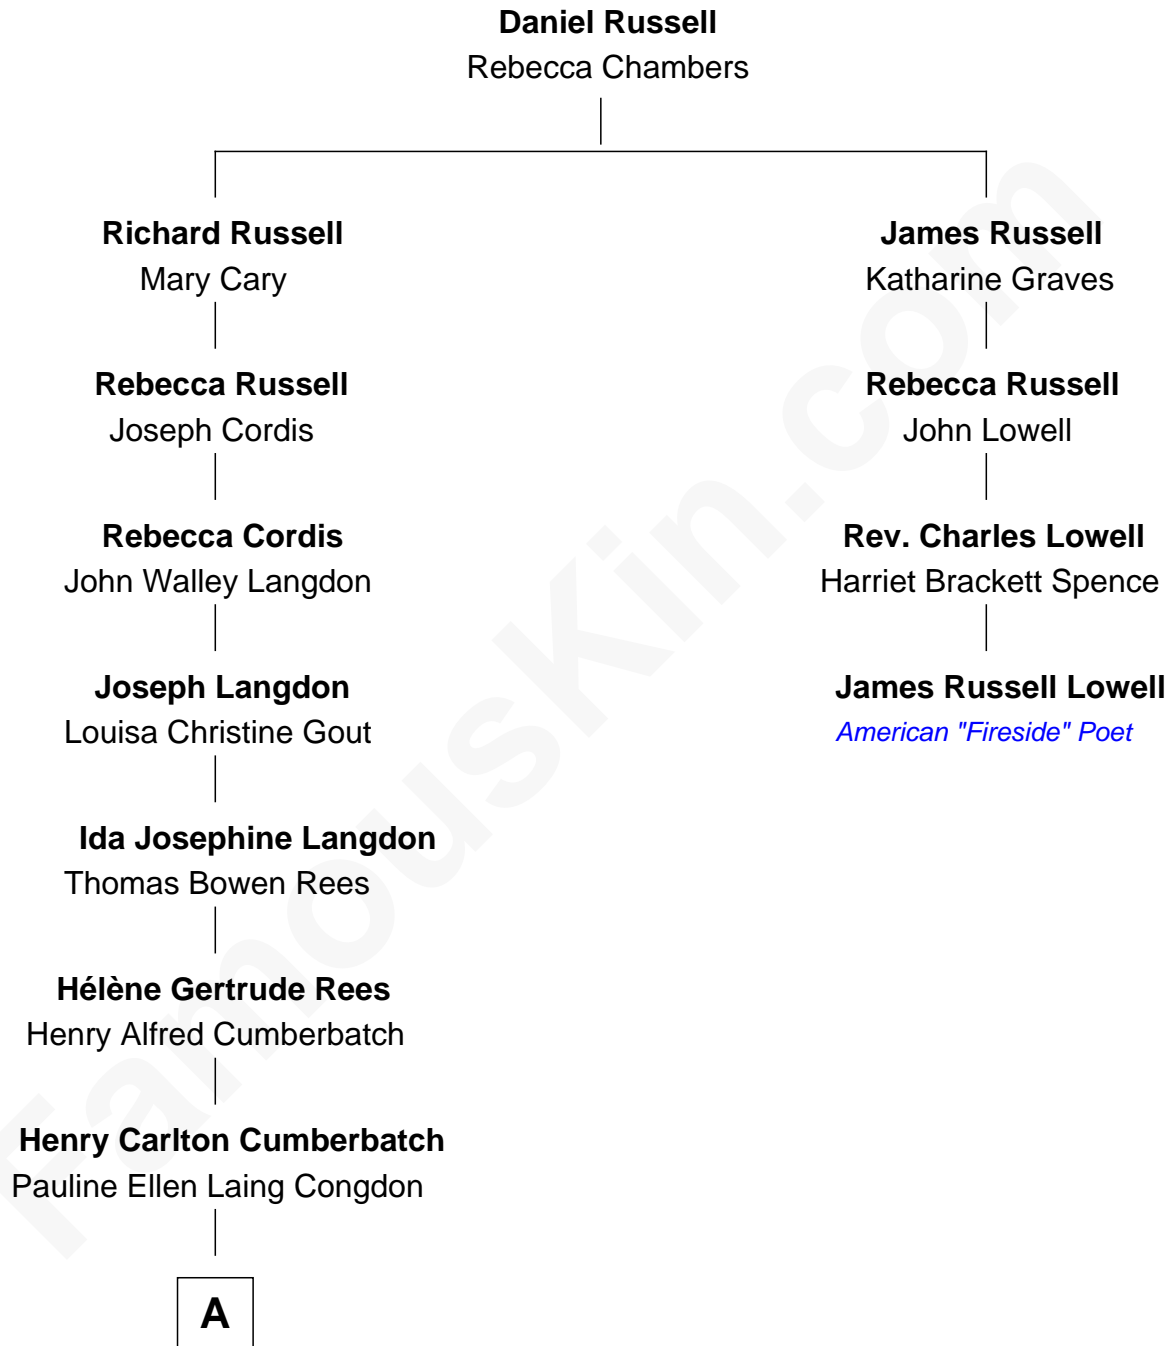 Daniel Russell
Rebecca Chambers
Richard Russell
Mary Cary
James Russell
Katharine Graves
Rebecca Russell
Joseph Cordis
Rebecca Russell
John Lowell
Rebecca Cordis
John Walley Langdon
Rev. Charles Lowell
Harriet Brackett Spence
Joseph Langdon
Louisa Christine Gout
James Russell Lowell
American "Fireside" Poet
Ida Josephine Langdon
Thomas Bowen Rees
Hélène Gertrude Rees
Henry Alfred Cumberbatch
Henry Carlton Cumberbatch
Pauline Ellen Laing Congdon
A
FamousKin.com